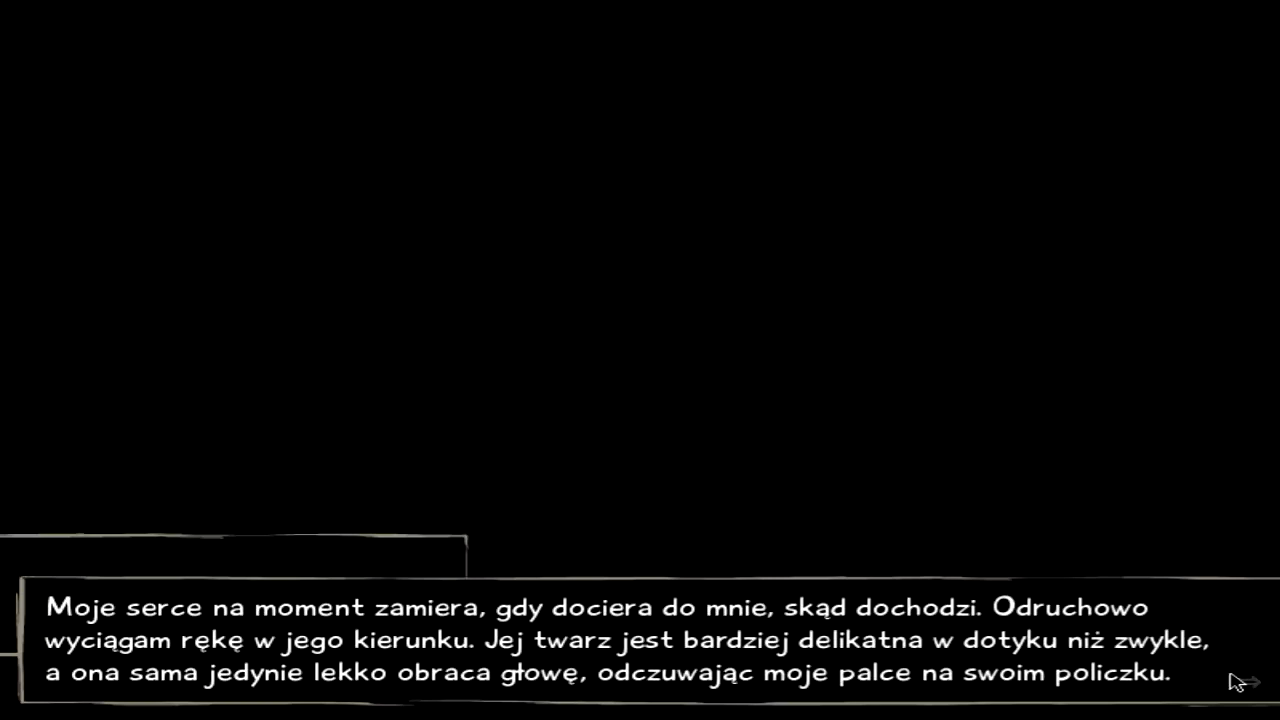 Moje serce na moment zamiera, gdy dociera do mnie, skąd dochodzi. Odruchowo
wyciągam rękę w jego kierunku. Jej twarz jest bardziej delikatna w dotyku niż zwykle,
a ona sama jedynie lekko obraca głowę, odczuwając moje palce na swoim policzku.